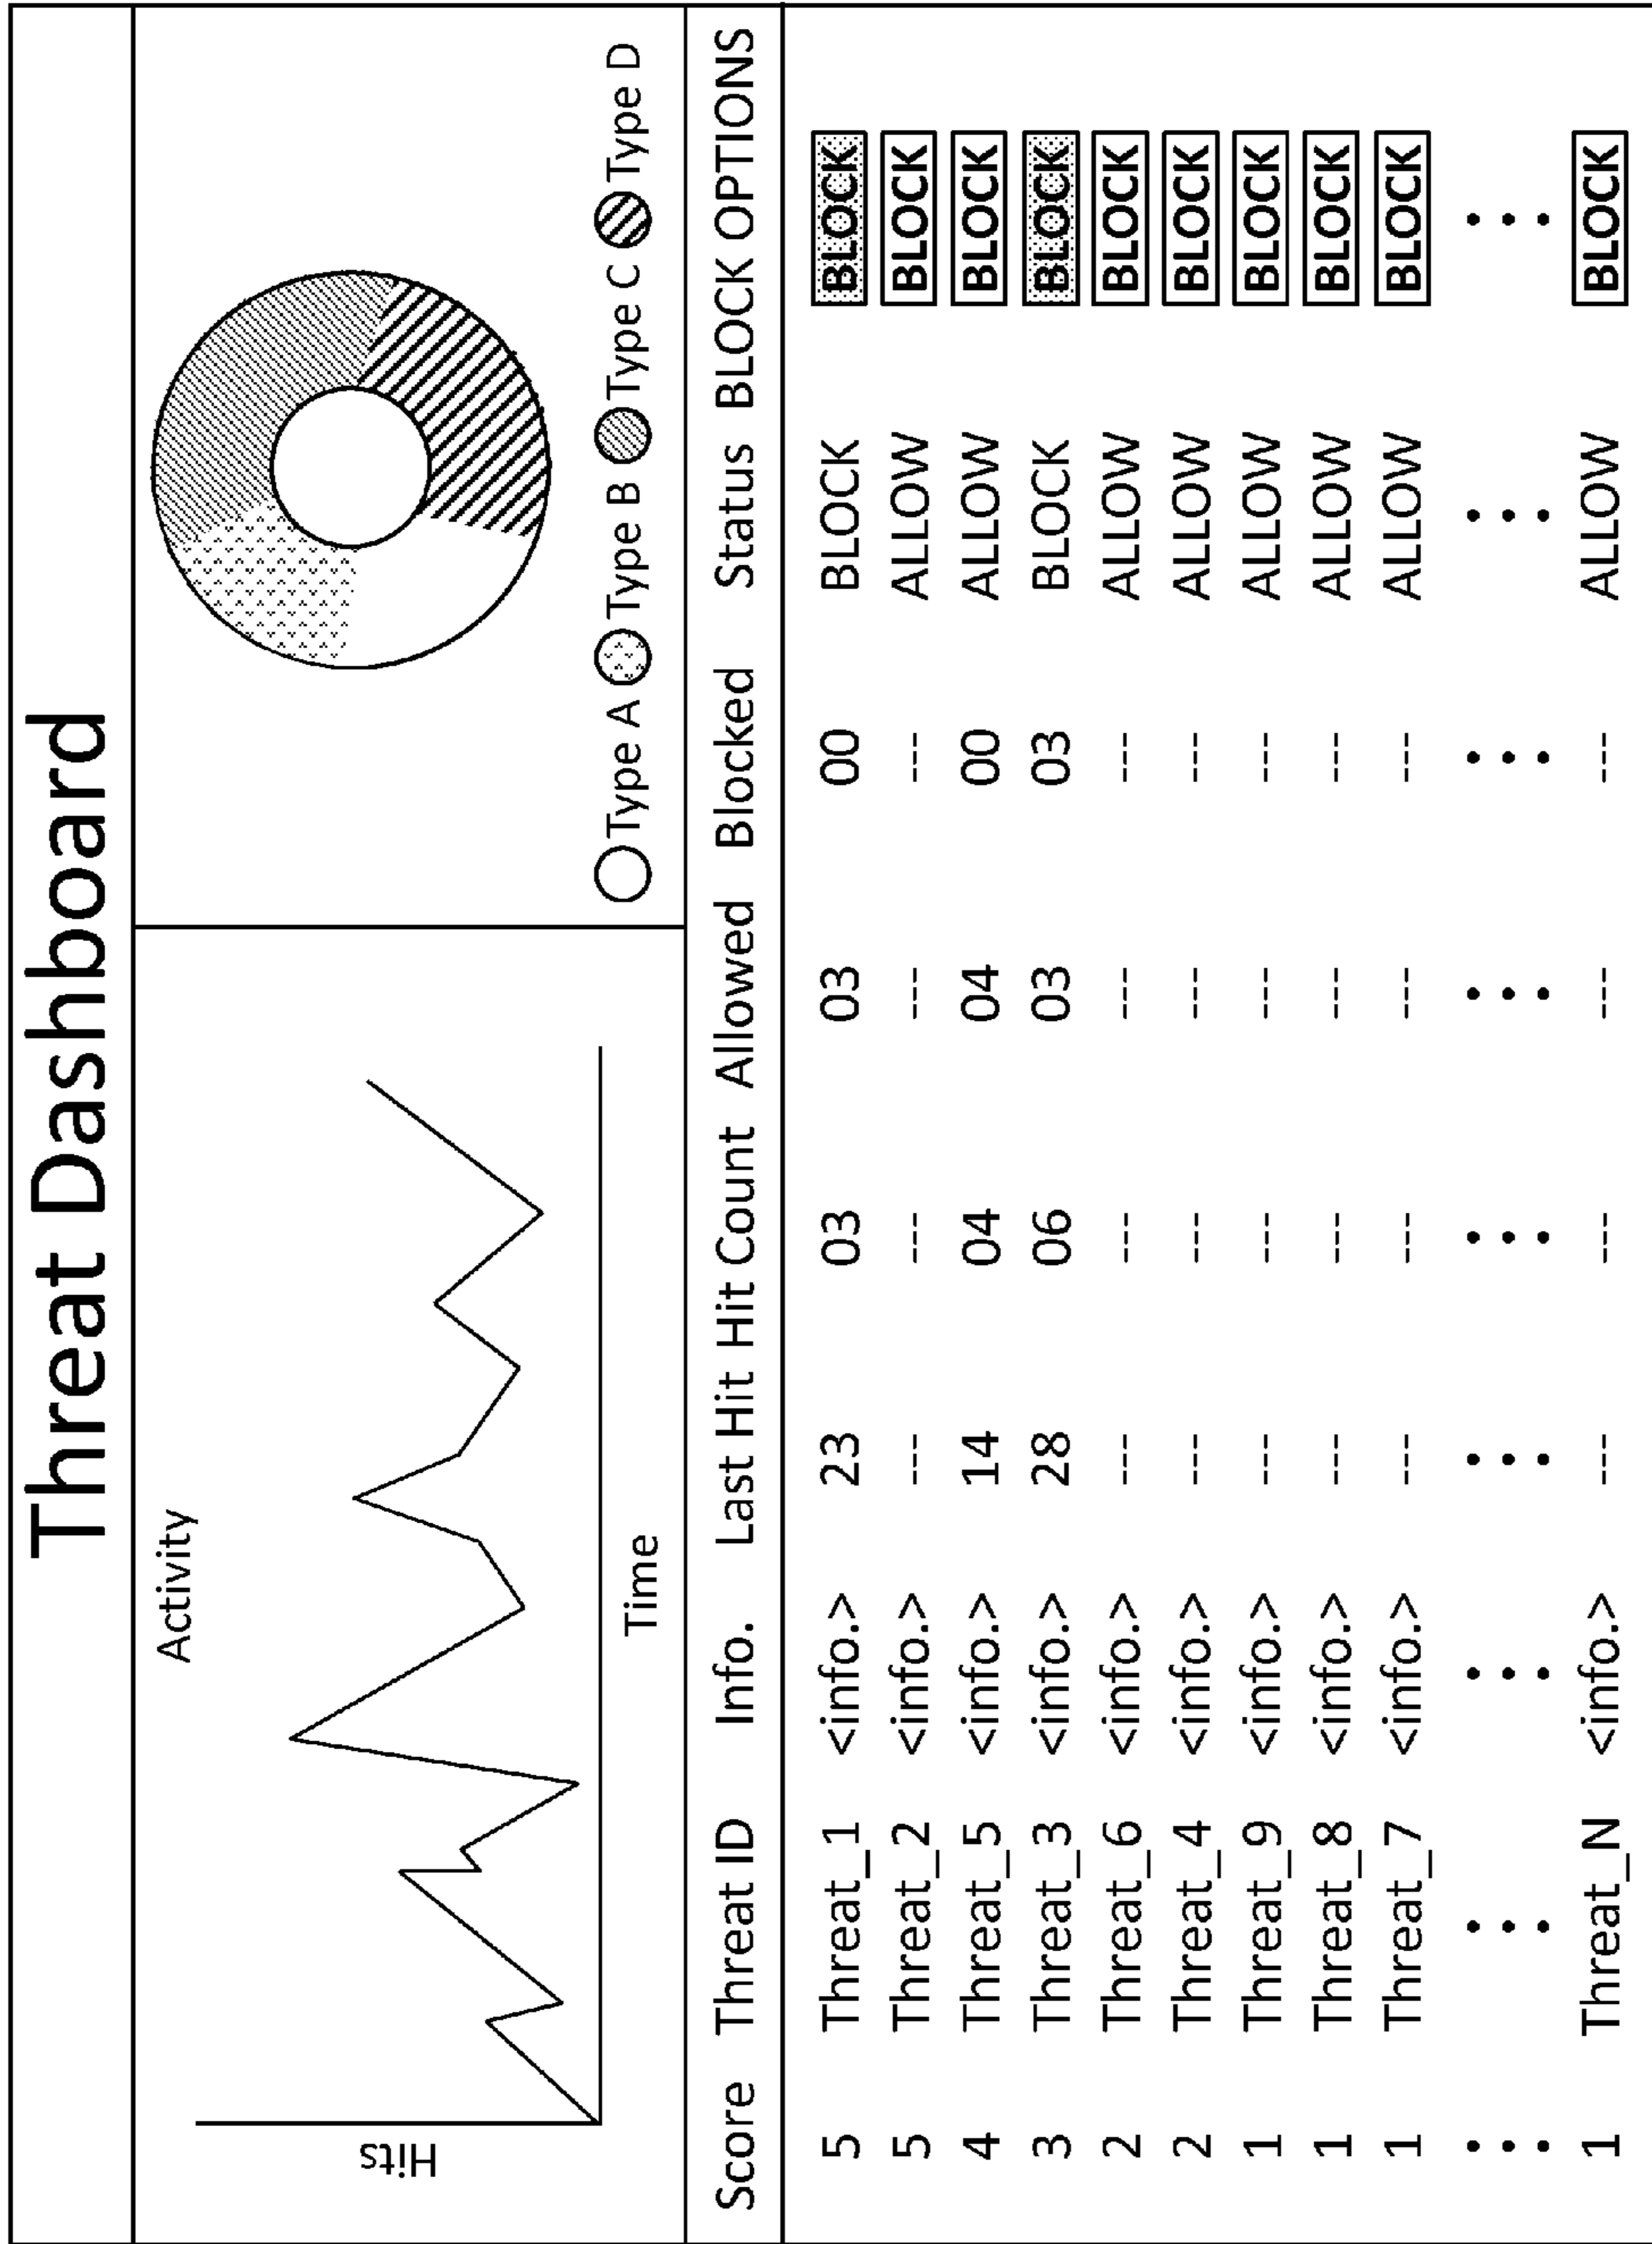 Threat Dashboard
Activity
Hits
Time
Type A Type B Type C Type D
Score Threat ID Info. Last Hit Hit Count Allowed Blocked Status BLOCK OPTIONS
5 Threat_1 <info.> 23 03 03 00 BLOCK BLOCK
5 Threat_2 <info.> --- --- --- --- ALLOW BLOCK
4 Threat_5 <info.> 14 04 04 00 ALLOW BLOCK
3 Threat_3 <info.> 28 06 03 03 BLOCK BLOCK
2 Threat_6 <info.> --- --- --- --- ALLOW BLOCK
2 Threat_4 <info.> --- --- --- --- ALLOW BLOCK
1 Threat_9 <info.> --- --- --- --- ALLOW BLOCK
1 Threat_8 <info.> --- --- --- --- ALLOW BLOCK
1 Threat_7 <info.> --- --- --- --- ALLOW BLOCK
1 Threat_N <info.> --- --- --- --- ALLOW BLOCK